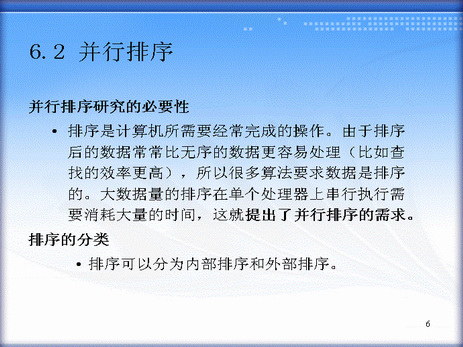 6.2 并行排序
并行排序研究的必要性
• 排序是计算机所需要经常完成的操作。由于排序
后的数据常常比无序的数据更容易处理（比如查
找的效率更高），所以很多算法要求数据是排序
的。大数据量的排序在单个处理器上串行执行需
要消耗大量的时间，这就提出了并行排序的需求。
排序的分类
• 排序可以分为内部排序和外部排序。
6